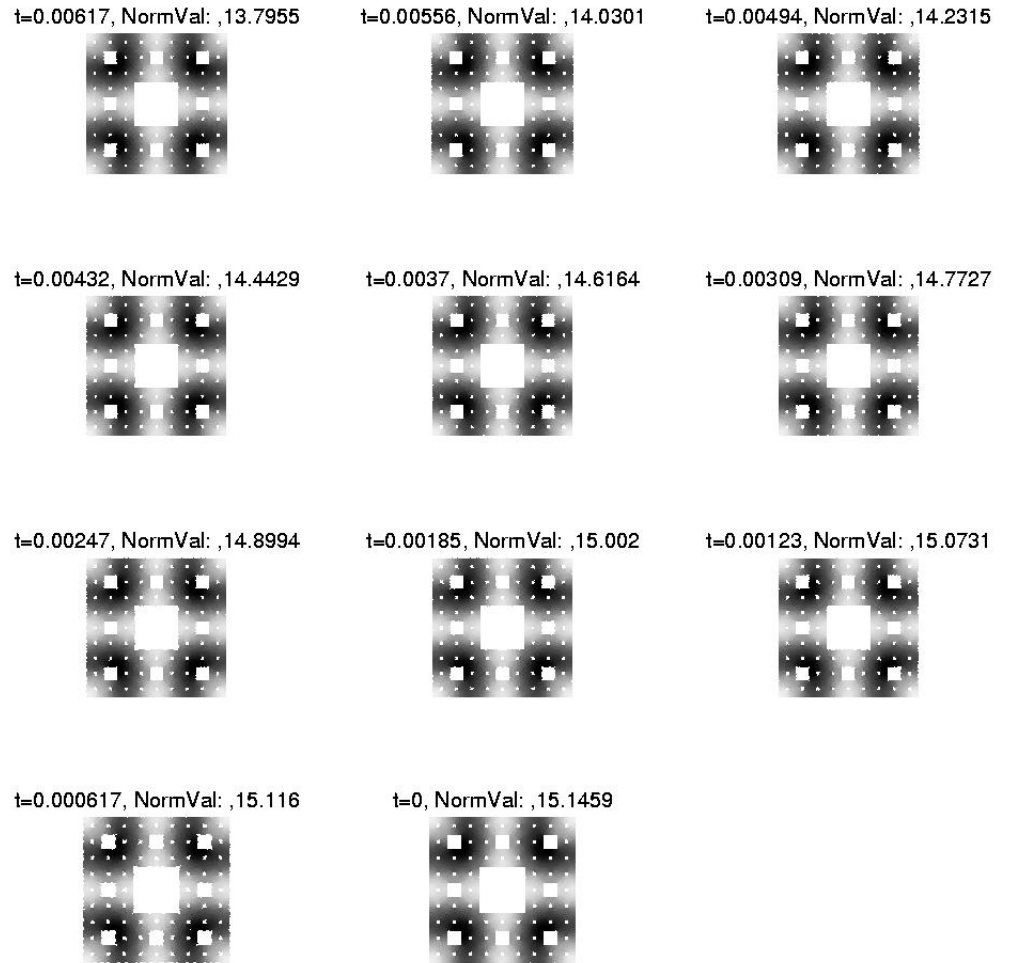 t=0.00617, NormVal: ,13.7955
t=0.00556, NormVal: ,14.0301
t=0.00494, NormVal: ,14.2315
t=0.00432, NormVal: ,14.4429
t=0.0037, NormVal: ,14.6164
t=0.00309, NormVal: ,14.7727
t=0.00247, NormVal: ,14.8994
t=0.00185, NormVal: ,15.002
t=0.00123, NormVal: ,15.0731
t=0.000617, NormVal: ,15.116
t=0, NormVal: ,15.1459